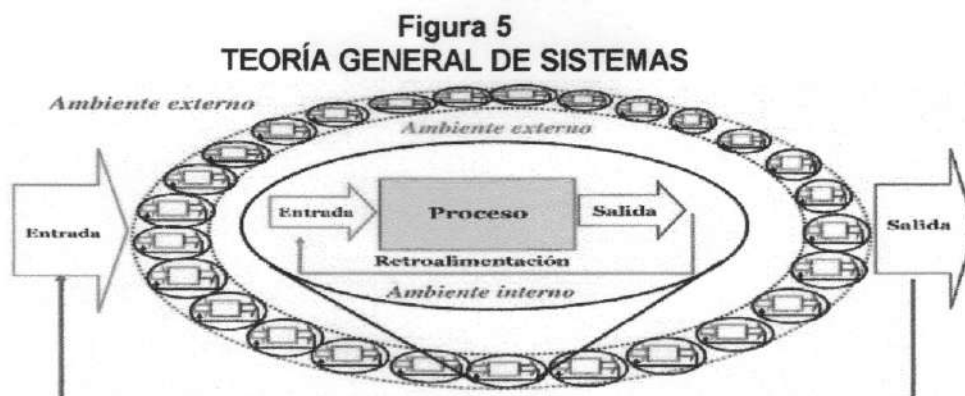 Figura 5
TEORÍA GENERAL DE SISTEMAS
Ambiente externo
Ambiente externo
Entrada
Entrada
Proceso
Salida
Salida
Retroalimentación
Ambiente interno